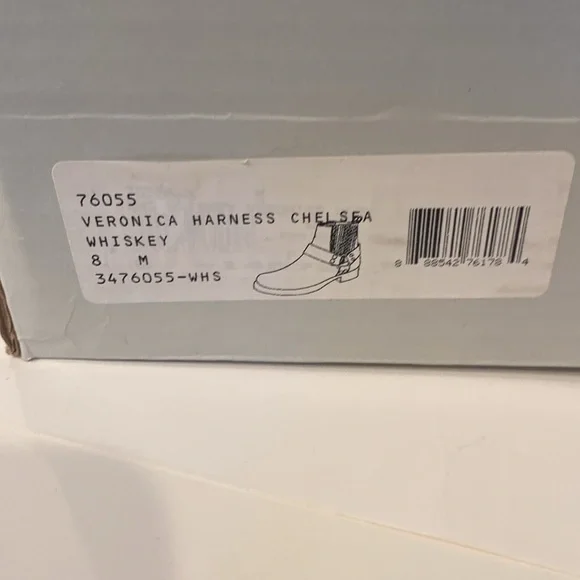 76055
VERONICA HARNESS CHELSEA
WHISKEY
8 M
3476055-WHS
8 88542 76178 4